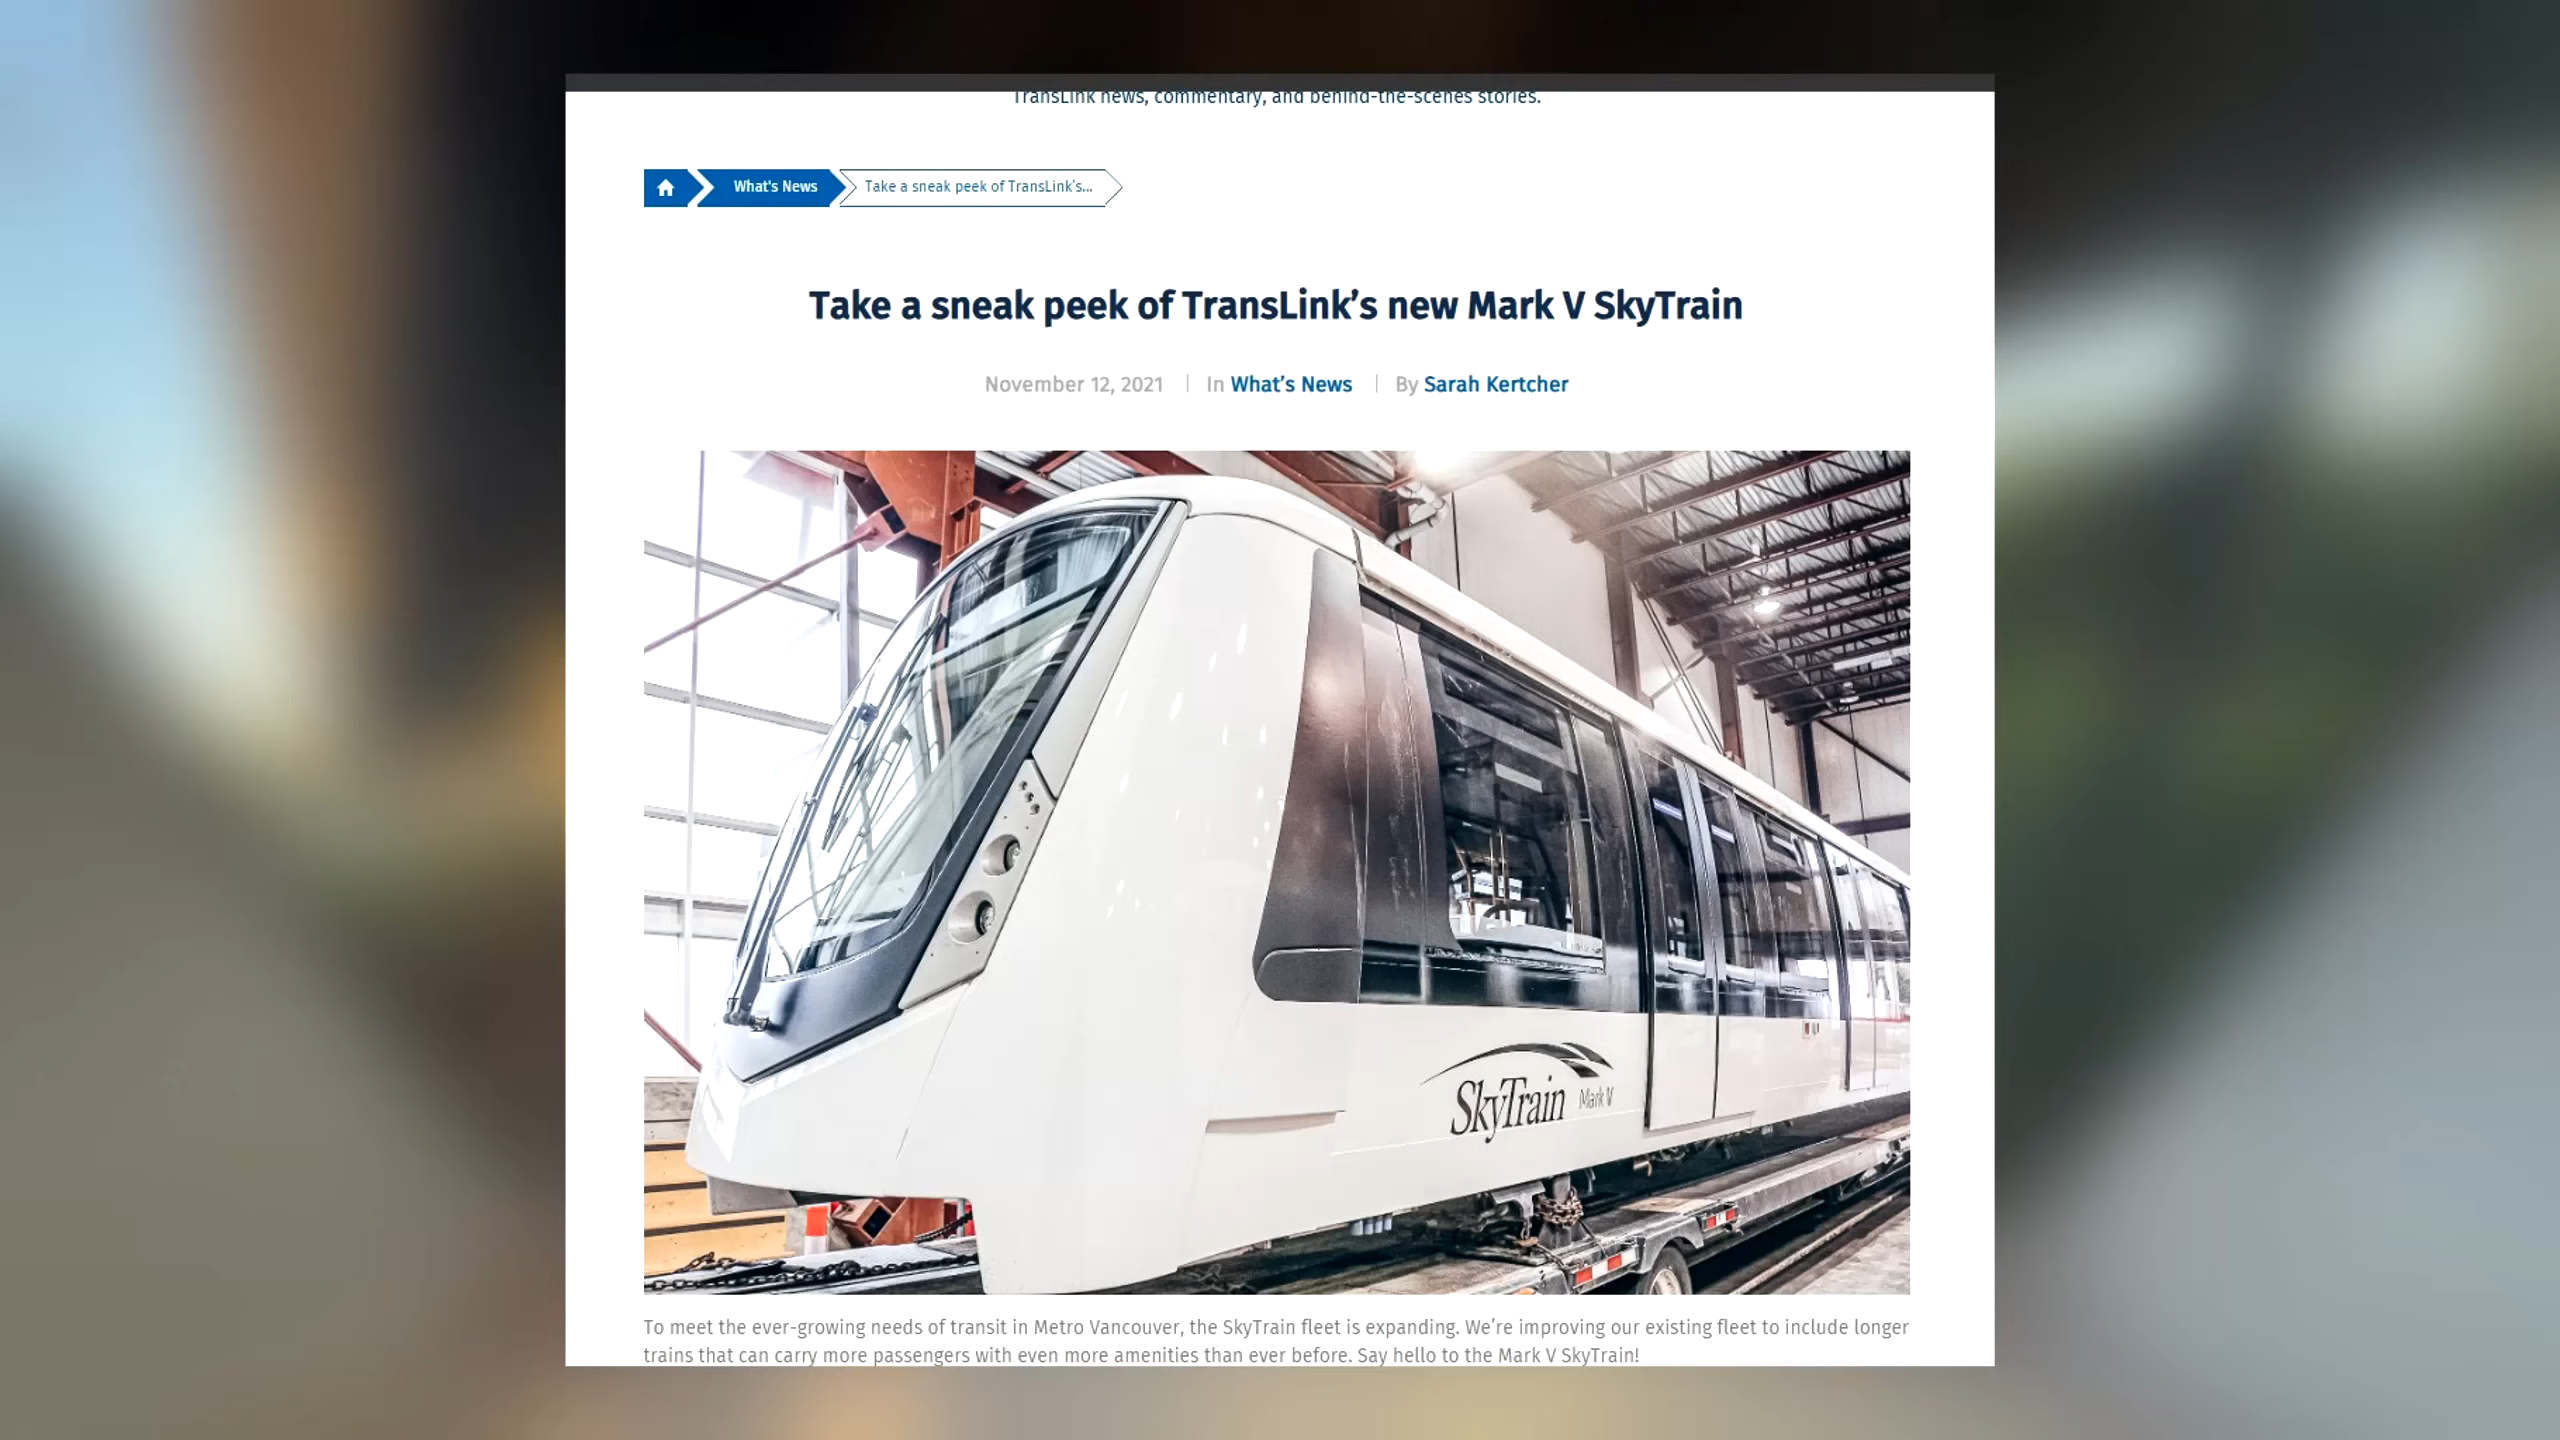 TransLink news, commentary, and behind-the-scenes stories.
What's News
Take a sneak peek of TransLink's...
Take a sneak peek of TransLink’s new Mark V SkyTrain
November 12, 2021 | In What’s News | By Sarah Kertcher
SkyTrain Mark V
To meet the ever-growing needs of transit in Metro Vancouver, the SkyTrain fleet is expanding. We’re improving our existing fleet to include longer
trains that can carry more passengers with even more amenities than ever before. Say hello to the Mark V SkyTrain!